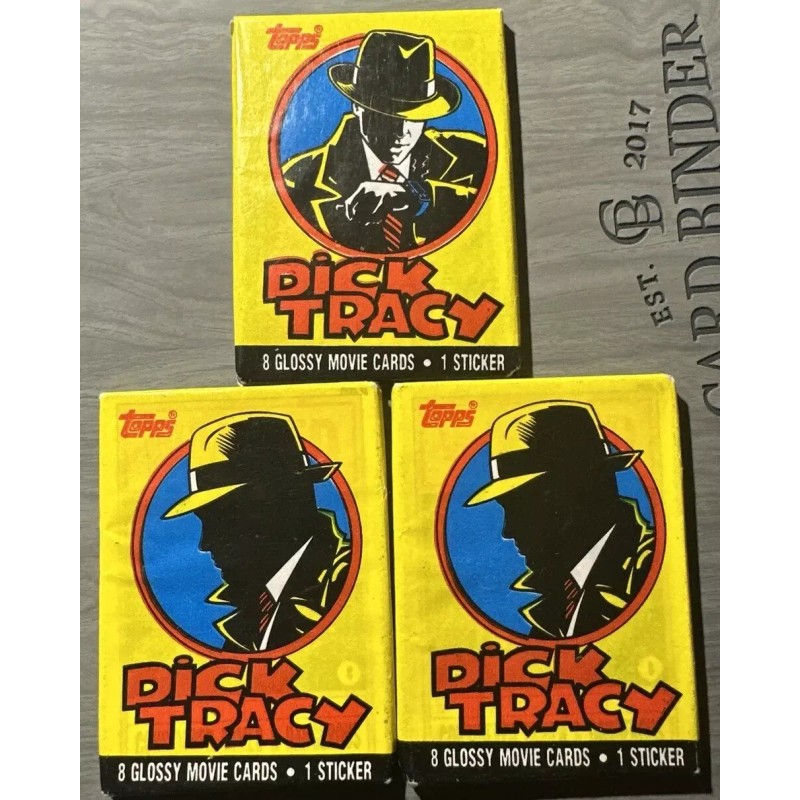 Topps®
DICK
TRACY
8 GLOSSY MOVIE CARDS • 1 STICKER
EST. CB 2017
CARD BINDER
Topps®
DICK
TRACY
8 GLOSSY MOVIE CARDS • 1 STICKER
Topps®
DICK
TRACY
8 GLOSSY MOVIE CARDS • 1 STICKER